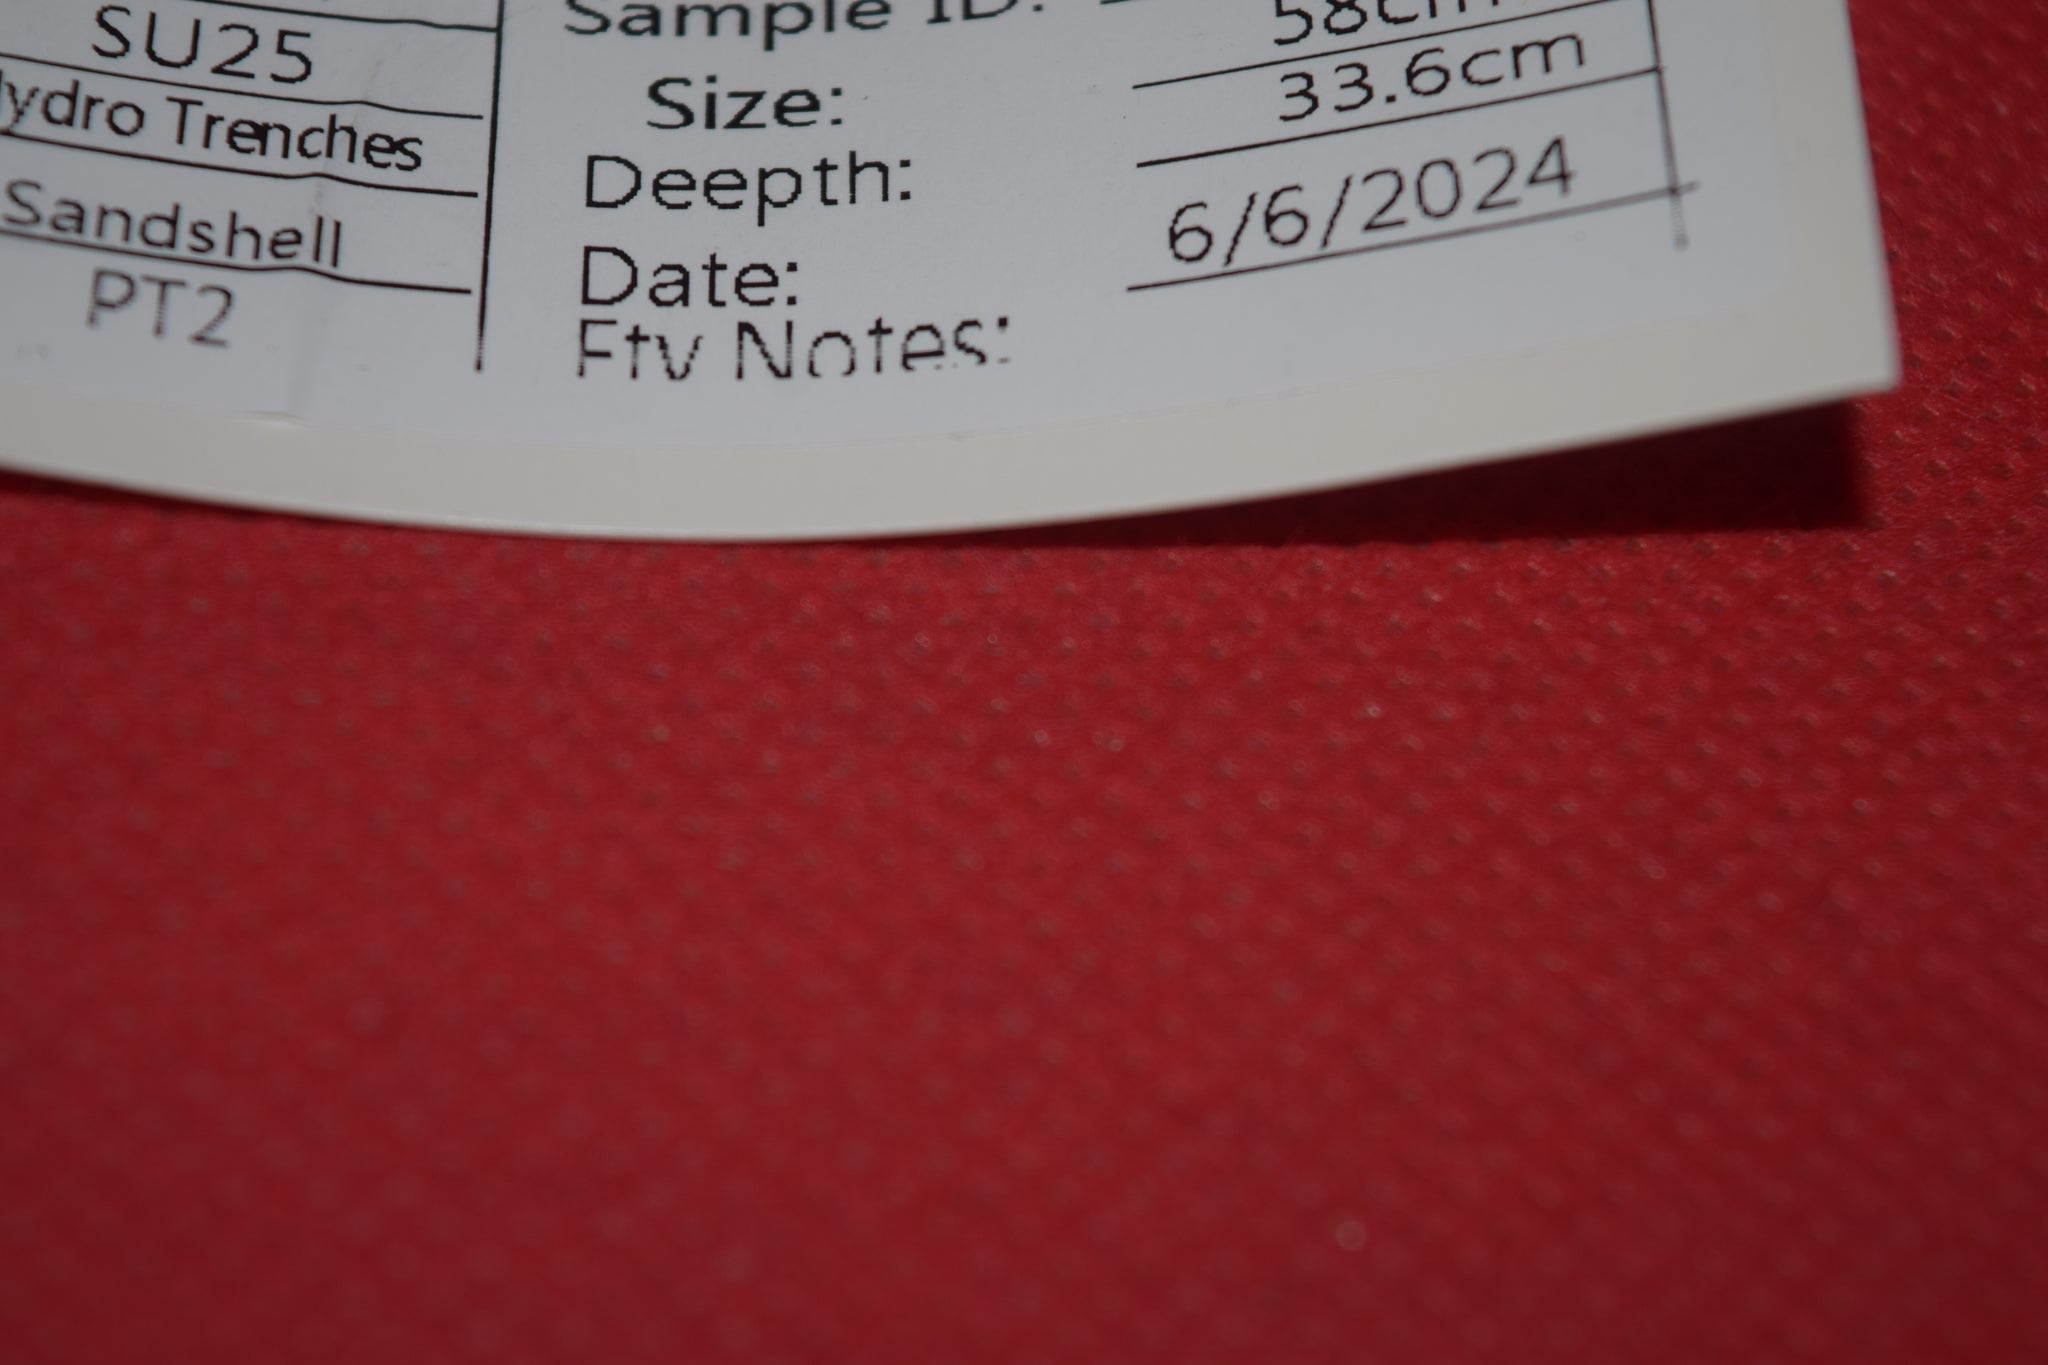 SU25
ydro Trenches
Sandshell
PT2
Sample ID:
Size: 58cm
Deepth: 33.6cm
Date: 6/6/2024
Fty Notes: